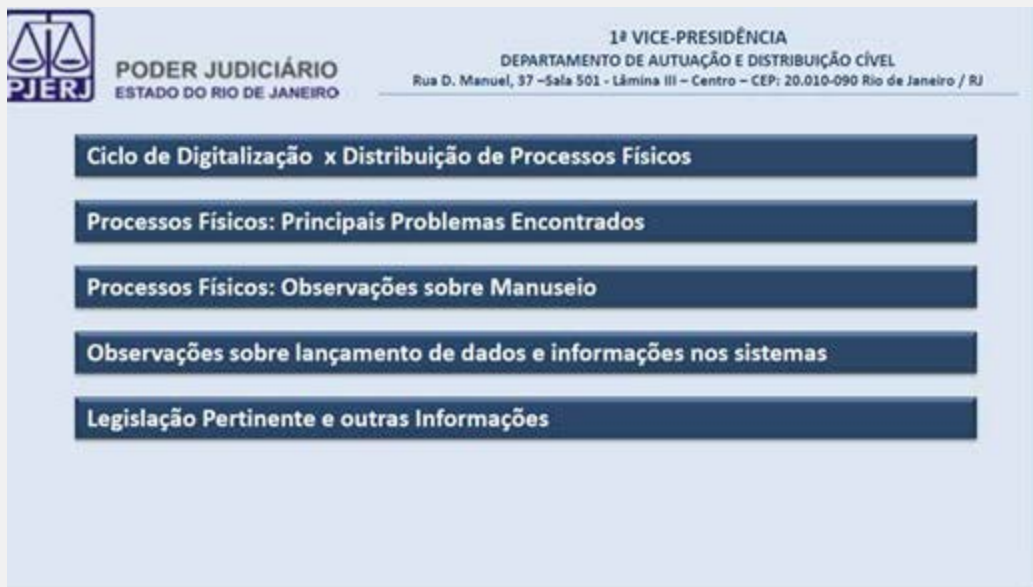 PJERJ
PODER JUDICIÁRIO
ESTADO DO RIO DE JANEIRO
1ª VICE-PRESIDÊNCIA
DEPARTAMENTO DE AUTUAÇÃO E DISTRIBUIÇÃO CÍVEL
Rua D. Manuel, 37 –Sala 501 - Lâmina III – Centro – CEP: 20.010-090 Rio de Janeiro / RJ
Ciclo de Digitalização x Distribuição de Processos Físicos
Processos Físicos: Principais Problemas Encontrados
Processos Físicos: Observações sobre Manuseio
Observações sobre lançamento de dados e informações nos sistemas
Legislação Pertinente e outras Informações